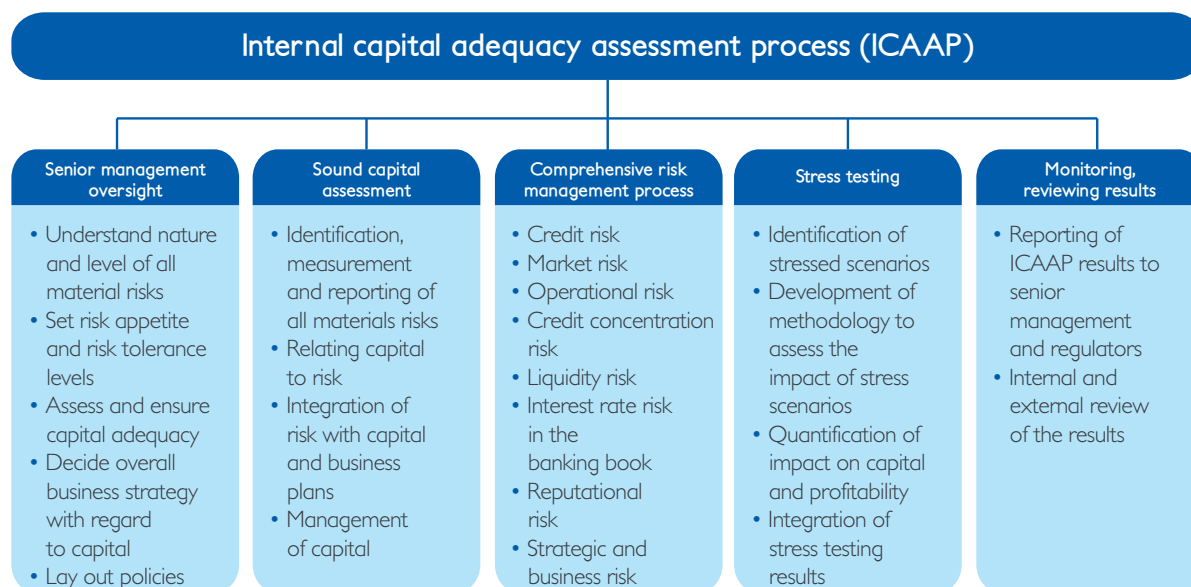 Internal capital adequacy assessment process (ICAAP)
Senior management
oversight
• Understand nature
and level of all
material risks
• Set risk appetite
and risk tolerance
levels
• Assess and ensure
capital adequacy
• Decide overall
business strategy
with regard
to capital
• Lay out policies
Sound capital
assessment
• Identification,
measurement
and reporting of
all materials risks
• Relating capital
to risk
• Integration of
risk with capital
and business
plans
• Management
of capital
Comprehensive risk
management process
• Credit risk
• Market risk
• Operational risk
• Credit concentration
risk
• Liquidity risk
• Interest rate risk
in the
banking book
• Reputational
risk
• Strategic and
business risk
Stress testing
• Identification of
stressed scenarios
• Development of
methodology to
assess the
impact of stress
scenarios
• Quantification of
impact on capital
and profitability
• Integration of
stress testing
results
Monitoring,
reviewing results
• Reporting of
ICAAP results to
senior
management
and regulators
• Internal and
external review
of the results